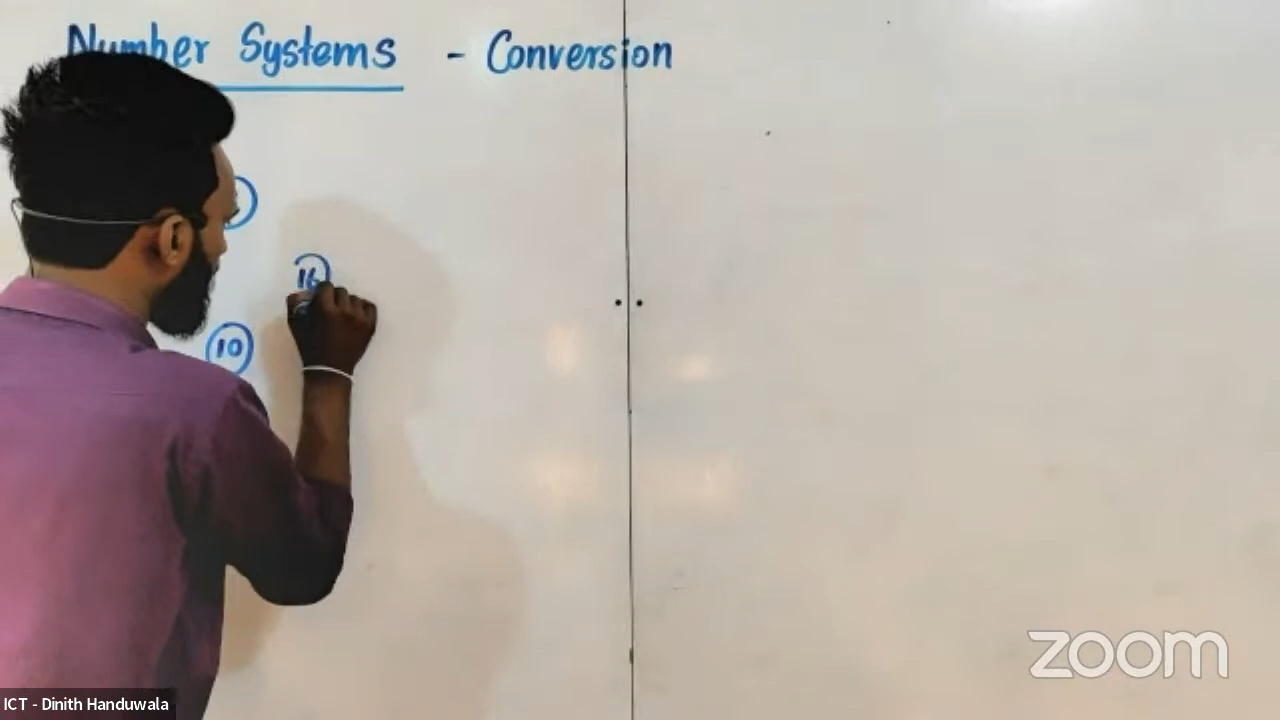 Number Systems - Conversion
16
10
zoom
ICT - Dinith Handuwala